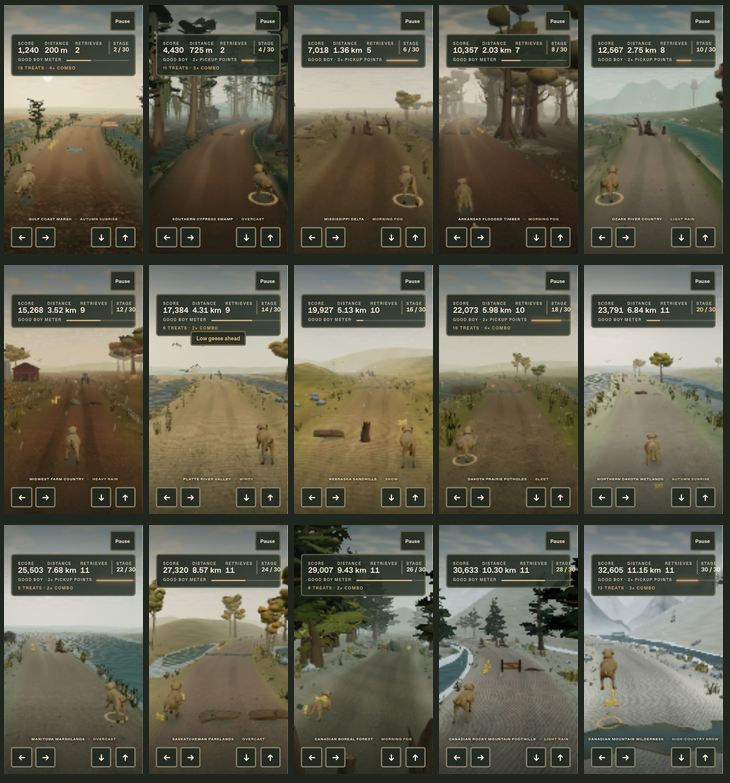 Pause
SCORE DISTANCE RETRIEVES STAGE
1,240 200 m 2 2 / 30
GOOD BOY METER
GULF COAST MARSH · AUTUMN SUNRISE
Pause
SCORE DISTANCE RETRIEVES STAGE
4,430 725 m 2 4 / 30
GOOD BOY · 2× PICKUP POINTS
11 TREATS · 3× COMBO
SOUTHERN CYPRESS SWAMP · OVERCAST
Pause
SCORE DISTANCE RETRIEVES STAGE
7,018 1.36 km 5 6 / 30
GOOD BOY · 2× PICKUP POINTS
MISSISSIPPI DELTA · MORNING FOG
Pause
SCORE DISTANCE RETRIEVES STAGE
10,357 2.03 km 7 8 / 30
GOOD BOY METER
ARKANSAS FLOODED TIMBER · MORNING FOG
Pause
SCORE DISTANCE RETRIEVES STAGE
12,567 2.75 km 8 10 / 30
GOOD BOY · 2× PICKUP POINTS
OZARK RIVER COUNTRY · LIGHT RAIN
Pause
SCORE DISTANCE RETRIEVES STAGE
15,268 3.52 km 9 12 / 30
GOOD BOY METER
MIDWEST FARM COUNTRY · HEAVY RAIN
Pause
SCORE DISTANCE RETRIEVES STAGE
17,384 4.31 km 9 14 / 30
GOOD BOY METER
TREATS · 2× COMBO
Low geese ahead
PLATTE RIVER VALLEY · WINDY
Pause
SCORE DISTANCE RETRIEVES STAGE
19,927 5.13 km 10 16 / 30
GOOD BOY METER
NEBRASKA SANDHILLS · SNOW
Pause
SCORE DISTANCE RETRIEVES STAGE
22,073 5.98 km 10 18 / 30
GOOD BOY · 2× PICKUP POINTS
TREATS · 4× COMBO
DAKOTA PRAIRIE POTHOLES · SLEET
Pause
SCORE DISTANCE RETRIEVES STAGE
23,791 6.84 km 11 20 / 30
GOOD BOY METER
NORTHERN DAKOTA WETLANDS · AUTUMN SUNRISE
Pause
SCORE DISTANCE RETRIEVES STAGE
25,503 7.68 km 11 22 / 30
GOOD BOY · 2× PICKUP POINTS
5 TREATS · 2× COMBO
MANITOBA MARSHLANDS · OVERCAST
Pause
SCORE DISTANCE RETRIEVES STAGE
27,320 8.57 km 11 24 / 30
GOOD BOY METER
SASKATCHEWAN PARKLANDS · OVERCAST
Pause
SCORE DISTANCE RETRIEVES STAGE
29,007 9.43 km 11 26 / 30
GOOD BOY METER
TREATS · 2× COMBO
CANADIAN BOREAL FOREST · MORNING FOG
Pause
SCORE DISTANCE RETRIEVES STAGE
30,633 10.30 km 11 28 / 30
GOOD BOY METER
CANADIAN ROCKY MOUNTAIN FOOTHILLS · LIGHT RAIN
Pause
SCORE DISTANCE RETRIEVES STAGE
32,605 11.15 km 11 30 / 30
GOOD BOY · 2× PICKUP POINTS
TREATS · 3× COMBO
CANADIAN MOUNTAIN WILDERNESS · HIGH-COUNTRY SNOW